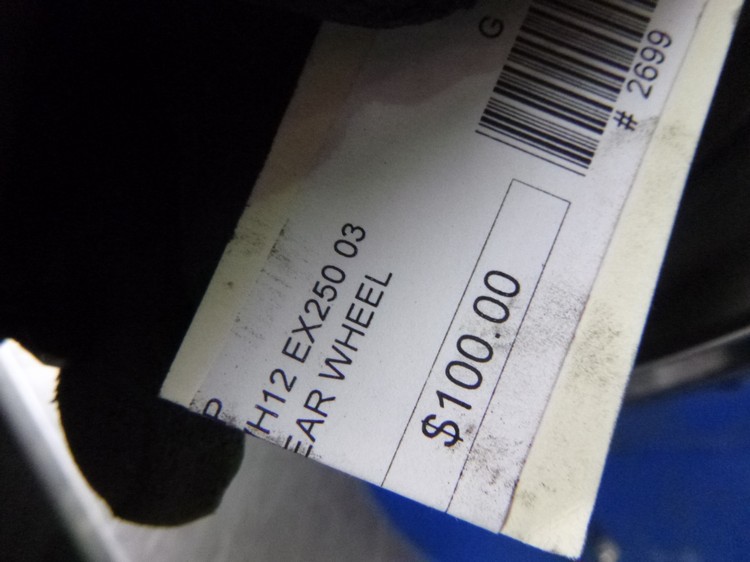 G
# 2699
P
H12 EX250 03
EAR WHEEL
$100.00